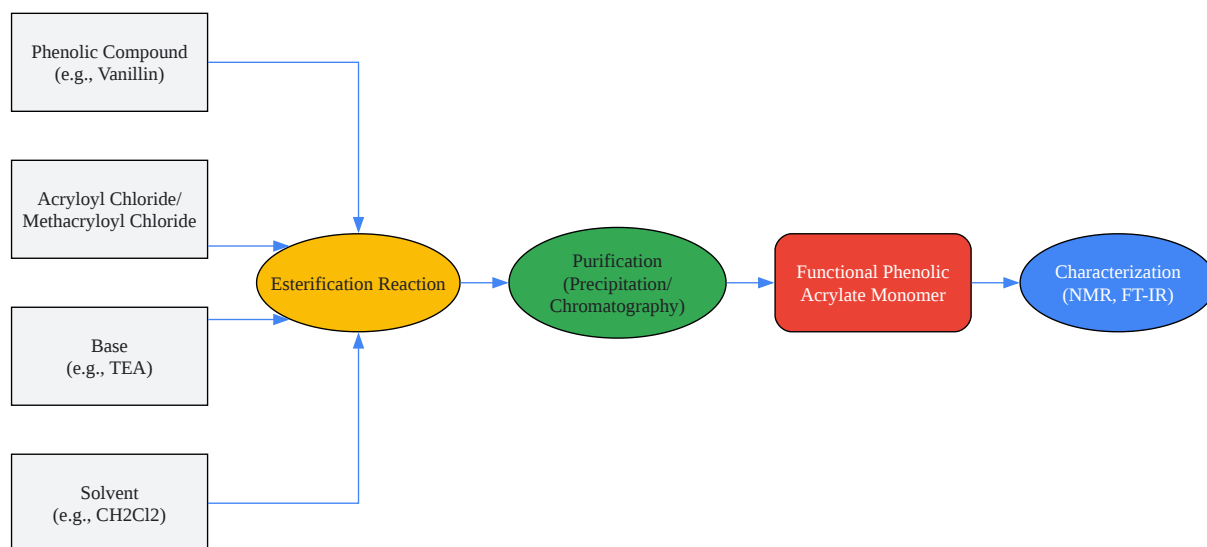 Phenolic Compound
(e.g., Vanillin)
Acryloyl Chloride/
Methacryloyl Chloride
Base
(e.g., TEA)
Solvent
(e.g., CH2Cl2)
Esterification Reaction
Purification
(Precipitation/
Chromatography)
Functional Phenolic
Acrylate Monomer
Characterization
(NMR, FT-IR)